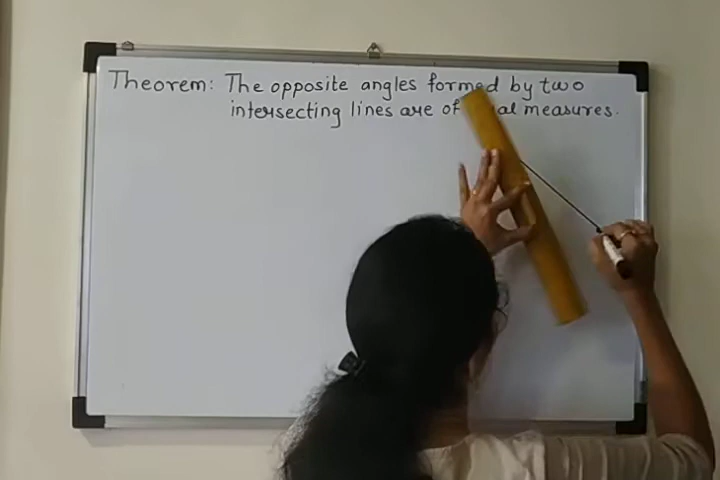 Theorem: The opposite angles formed by two
intersecting lines are of measures.